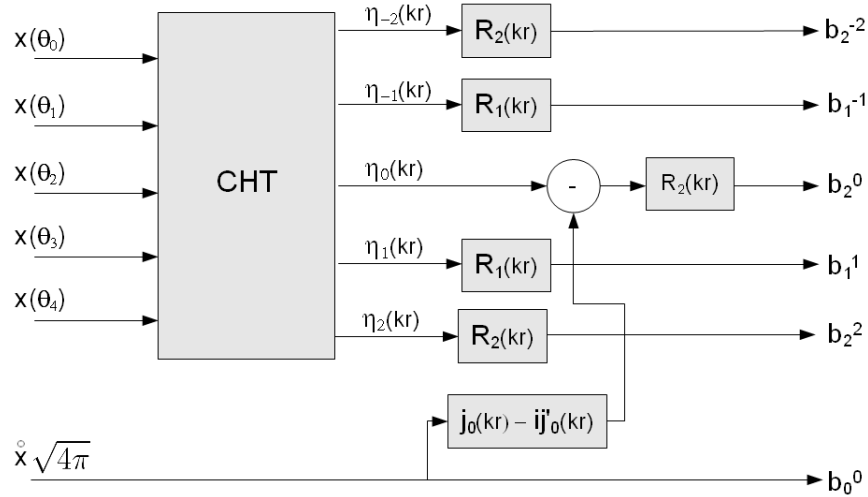 x(θ₀)
x(θ₁)
x(θ₂)
x(θ₃)
x(θ₄)
CHT
η₋₂(kr)
R₂(kr)
b₂⁻²
η₋₁(kr)
R₁(kr)
b₁⁻¹
η₀(kr)
-
R₂(kr)
b₂⁰
η₁(kr)
R₁(kr)
b₁¹
η₂(kr)
R₂(kr)
b₂²
j₀(kr) – ij'₀(kr)
x̊ √4π
b₀⁰